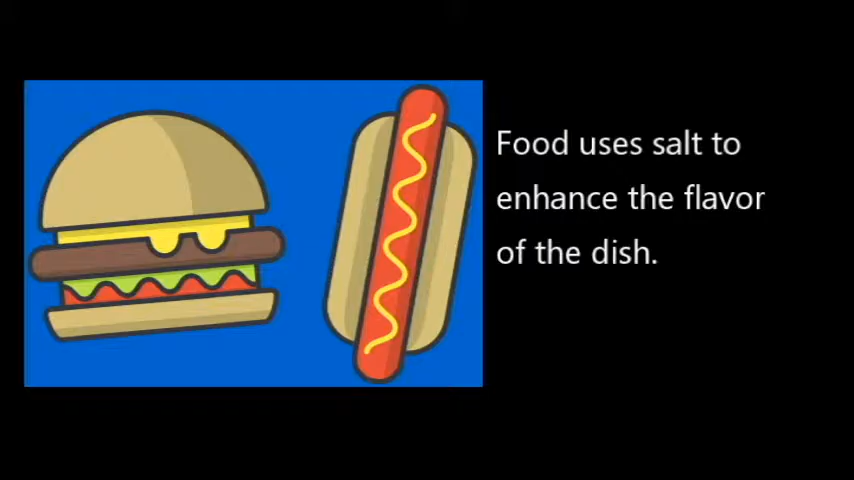 Food uses salt to
enhance the flavor
of the dish.